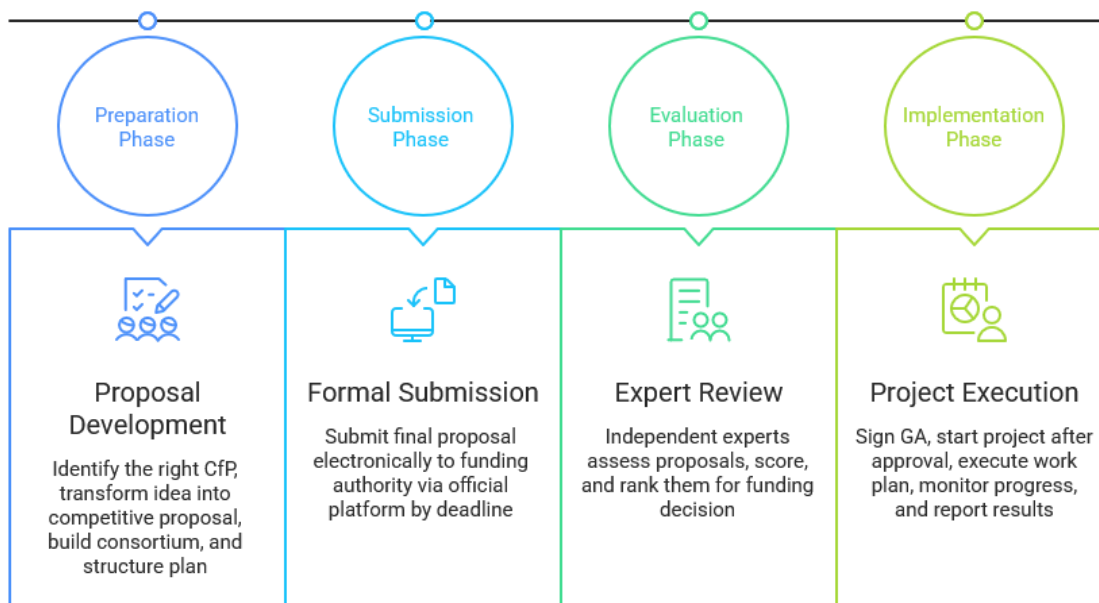 Preparation
Phase
Submission
Phase
Evaluation
Phase
Implementation
Phase
Proposal
Development
Identify the right CfP,
transform idea into
competitive proposal,
build consortium, and
structure plan
Formal Submission
Submit final proposal
electronically to funding
authority via official
platform by deadline
Expert Review
Independent experts
assess proposals, score,
and rank them for funding
decision
Project Execution
Sign GA, start project after
approval, execute work
plan, monitor progress,
and report results